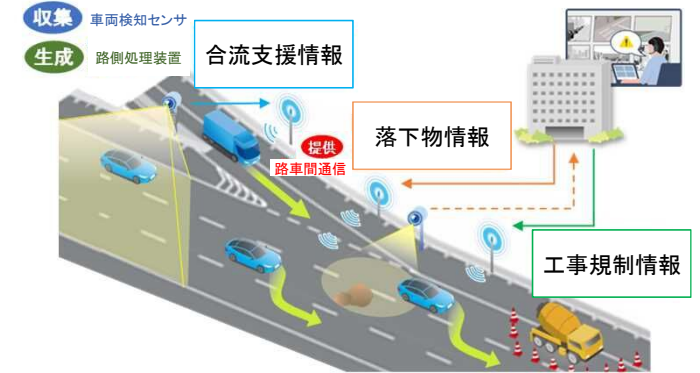 収集 車両検知センサ
生成 路側処理装置
合流支援情報
提供
路車間通信
落下物情報
工事規制情報